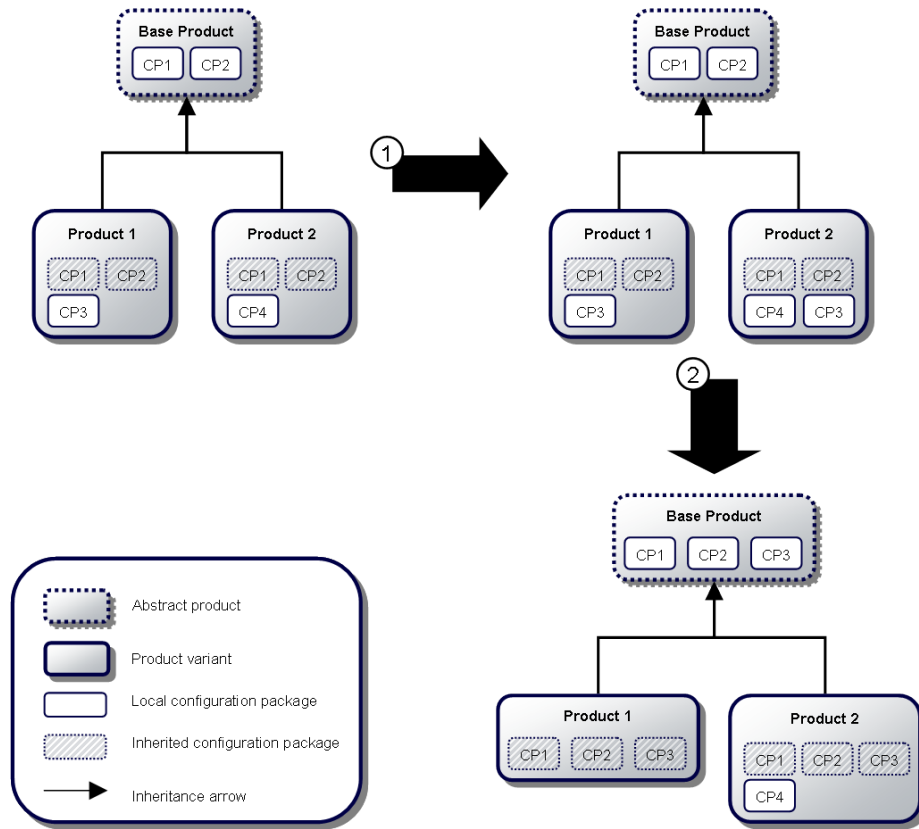 Base Product
CP1 CP2
Product 1
CP1 CP2
CP3
Product 2
CP1 CP2
CP4
1
Base Product
CP1 CP2
Product 1
CP1 CP2
CP3
Product 2
CP1 CP2
CP4 CP3
2
Base Product
CP1 CP2 CP3
Product 1
CP1 CP2 CP3
Product 2
CP1 CP2 CP3
CP4
Abstract product
Product variant
Local configuration package
Inherited configuration package
Inheritance arrow